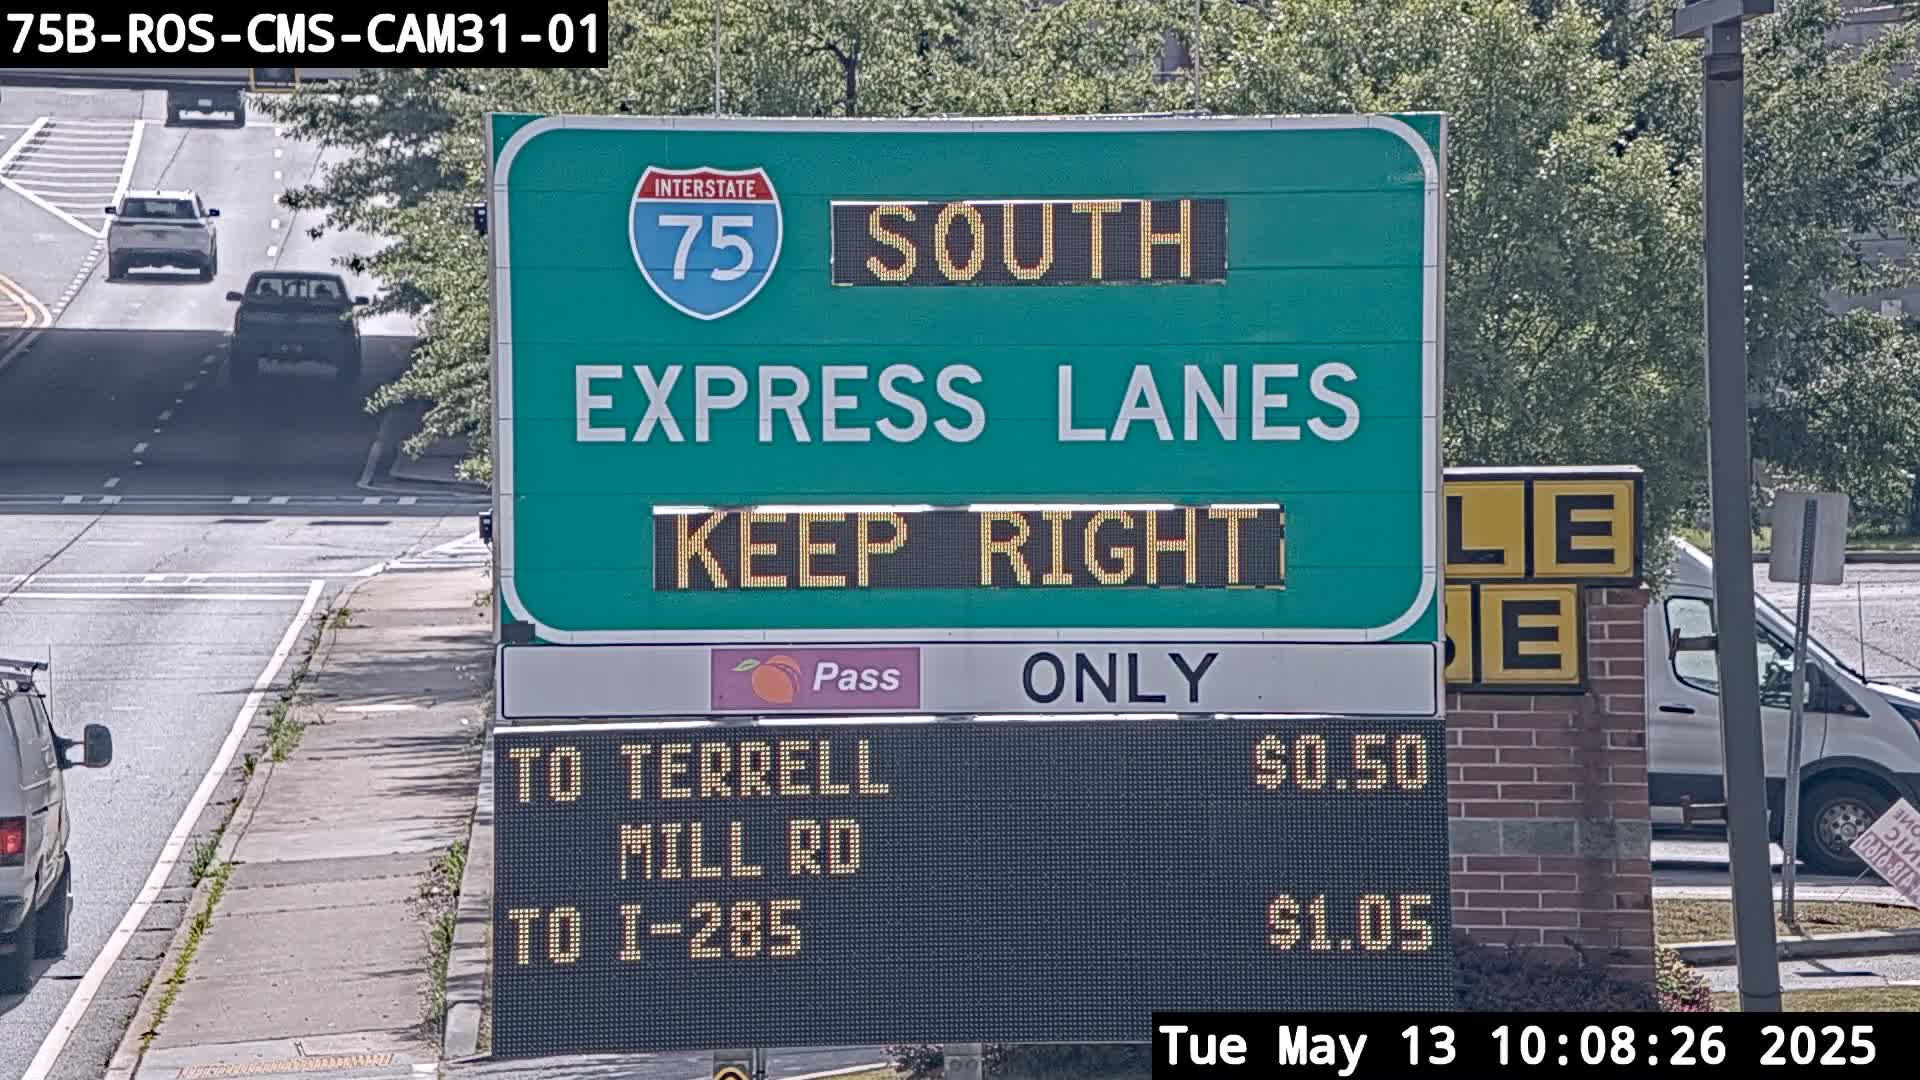 75B-ROS-CMS-CAM31-01
INTERSTATE
75
SOUTH
EXPRESS LANES
KEEP RIGHT
Pass ONLY
TO TERRELL $0.50
MILL RD
TO I-285 $1.05
LE
E
Tue May 13 10:08:26 2025